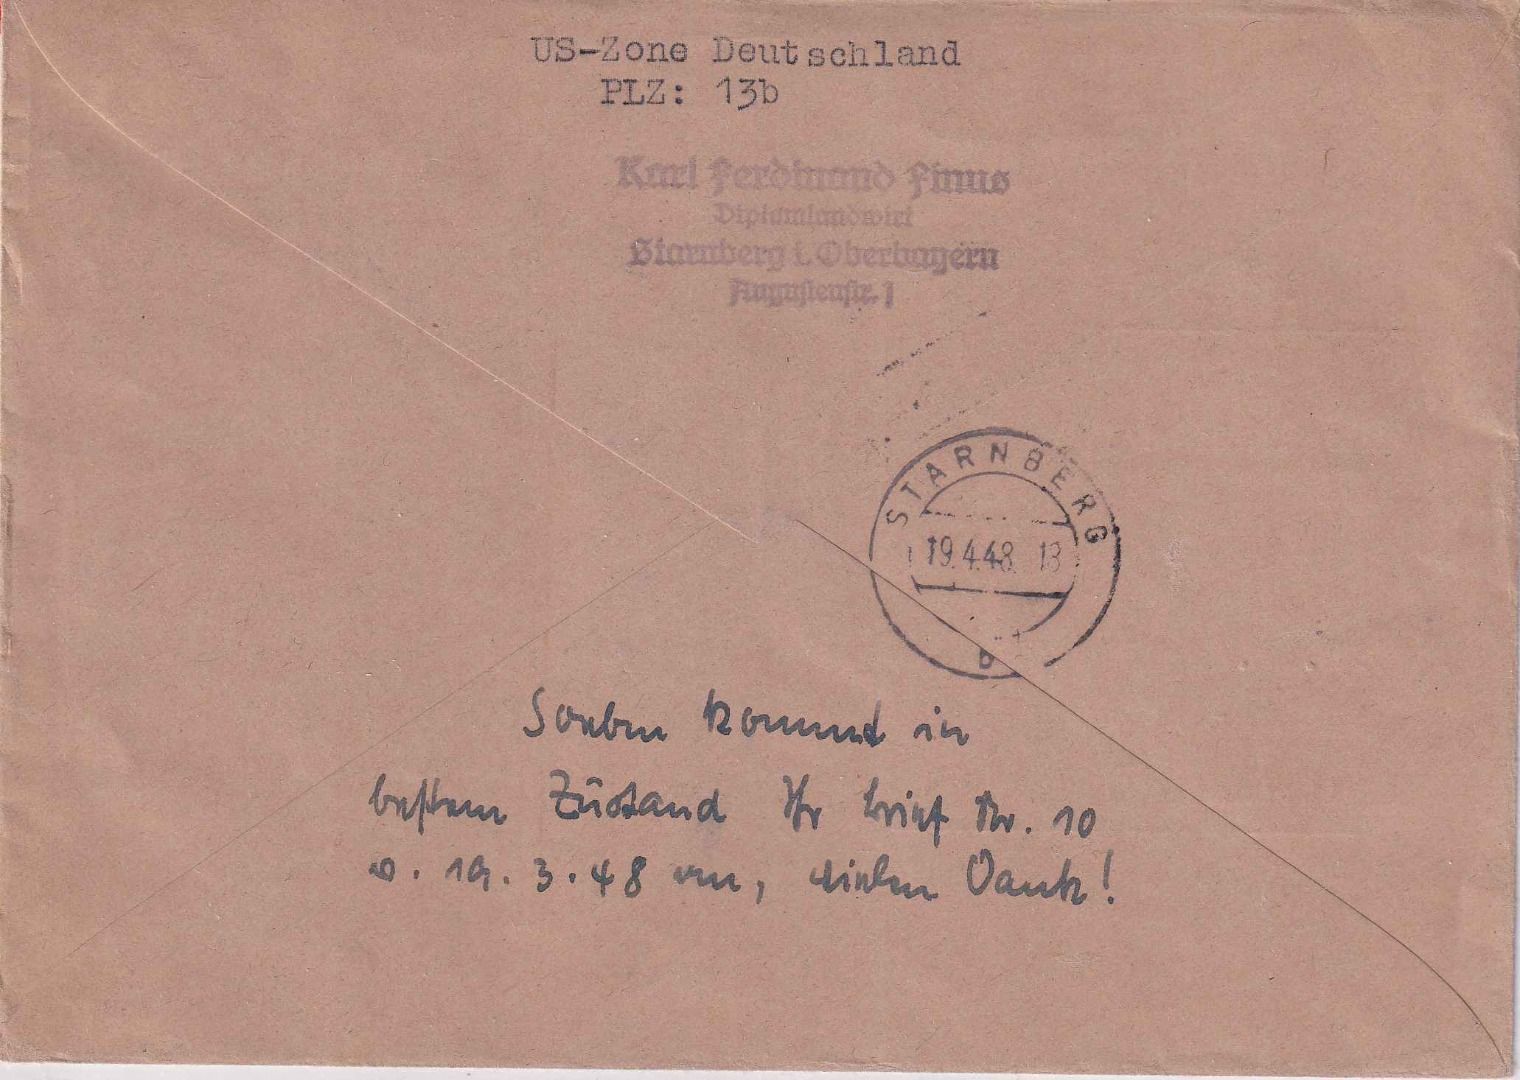 US-Zone Deutschland
PLZ: 13b
Karl Ferdinand Finus
Diplomlandwirt
Starnberg i. Oberbayern
Augustenstr. 1
STARNBERG
19.4.48. 18
b
Soeben kommt in
bestem Zustand Ihr Brief Nr. 10
v. 19.3.48 an, vielen Dank!